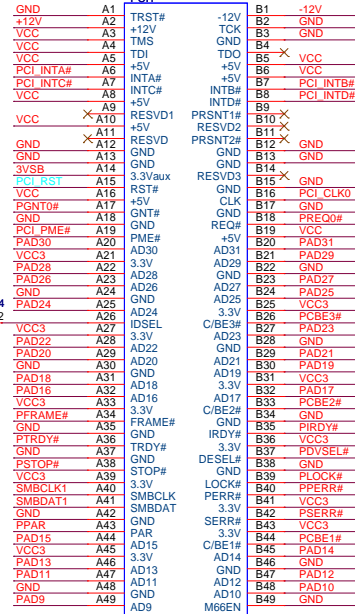 GND A1 TRST# -12V B1 -12V
+12V A2 +12V TCK B2 GND
VCC A3 TMS GND B3 GND
VCC A4 TDI TDO B4
VCC A5 +5V +5V B5 VCC
PCI_INTA# A6 INTA# +5V B6 VCC
PCI_INTC# A7 INTC# INTB# B7 PCI_INTB#
VCC A8 +5V INTD# B8 PCI_INTD#
A9 RESVD1 PRSNT1# B9
VCC A10 +5V RESVD2 B10
A11 RESVD PRSNT2# B11
GND A12 GND GND B12 GND
GND A13 GND GND B13 GND
3VSB A14 3.3Vaux RESVD3 B14
PCI_RST A15 RST# GND B15 GND
VCC A16 +5V CLK B16 PCI_CLK0
PGNT0# A17 GNT# GND B17 GND
GND A18 GND REQ# B18 PREQ0#
PCI_PME# A19 PME# +5V B19 VCC
PAD30 A20 AD30 AD31 B20 PAD31
VCC3 A21 3.3V AD29 B21 PAD29
PAD28 A22 AD28 GND B22 GND
PAD26 A23 AD26 AD27 B23 PAD27
GND A24 GND AD25 B24 PAD25
PAD24 A25 AD24 3.3V B25 VCC3
A26 IDSEL C/BE3# B26 PCBE3#
VCC3 A27 3.3V AD23 B27 PAD23
PAD22 A28 AD22 GND B28 GND
PAD20 A29 AD20 AD21 B29 PAD21
GND A30 GND AD19 B30 PAD19
PAD18 A31 AD18 3.3V B31 VCC3
PAD16 A32 AD16 AD17 B32 PAD17
VCC3 A33 3.3V C/BE2# B33 PCBE2#
PFRAME# A34 FRAME# GND B34 GND
GND A35 GND IRDY# B35 PIRDY#
PTRDY# A36 TRDY# 3.3V B36 VCC3
GND A37 GND DESEL# B37 PDVSEL#
PSTOP# A38 STOP# GND B38 GND
VCC3 A39 3.3V LOCK# B39 PLOCK#
SMBCLK1 A40 SMBCLK PERR# B40 PPERR#
SMBDAT1 A41 SMBDAT 3.3V B41 VCC3
GND A42 GND SERR# B42 PSERR#
PPAR A43 PAR 3.3V B43 VCC3
PAD15 A44 AD15 C/BE1# B44 PCBE1#
VCC3 A45 3.3V AD14 B45 PAD14
PAD13 A46 AD13 GND B46 GND
PAD11 A47 AD11 AD12 B47 PAD12
GND A48 GND AD10 B48 PAD10
PAD9 A49 AD9 M66EN B49 GND